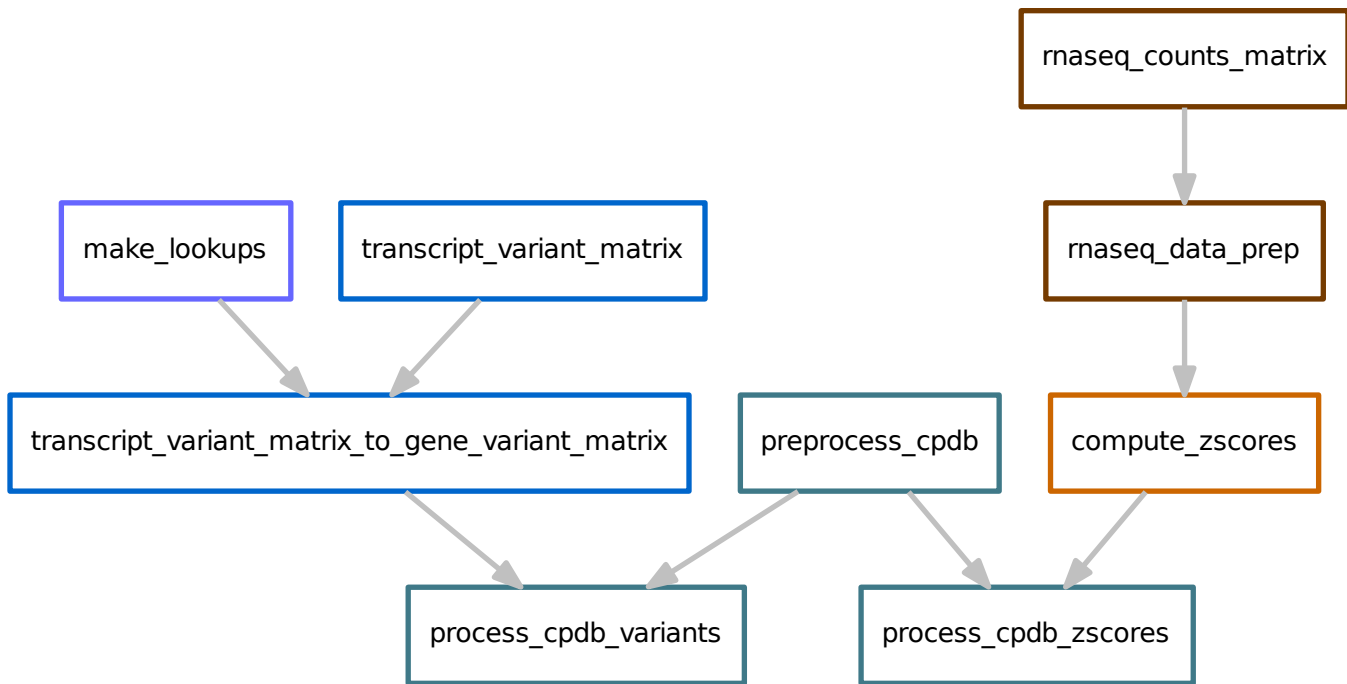 rnaseq_counts_matrix
make_lookups
transcript_variant_matrix
rnaseq_data_prep
transcript_variant_matrix_to_gene_variant_matrix
preprocess_cpdb
compute_zscores
process_cpdb_variants
process_cpdb_zscores